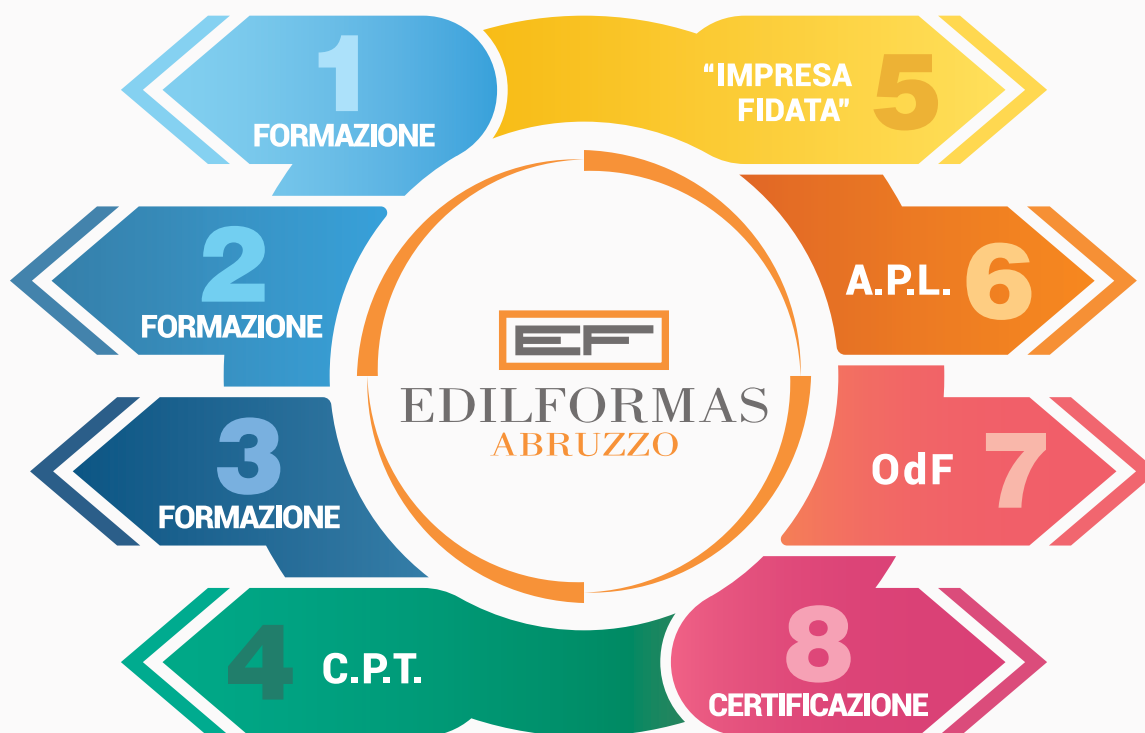 1
FORMAZIONE
2
FORMAZIONE
3
FORMAZIONE
4 C.P.T.
"IMPRESA
FIDATA" 5
A.P.L. 6
OdF 7
8
CERTIFICAZIONE
EF
EDILFORMAS
ABRUZZO